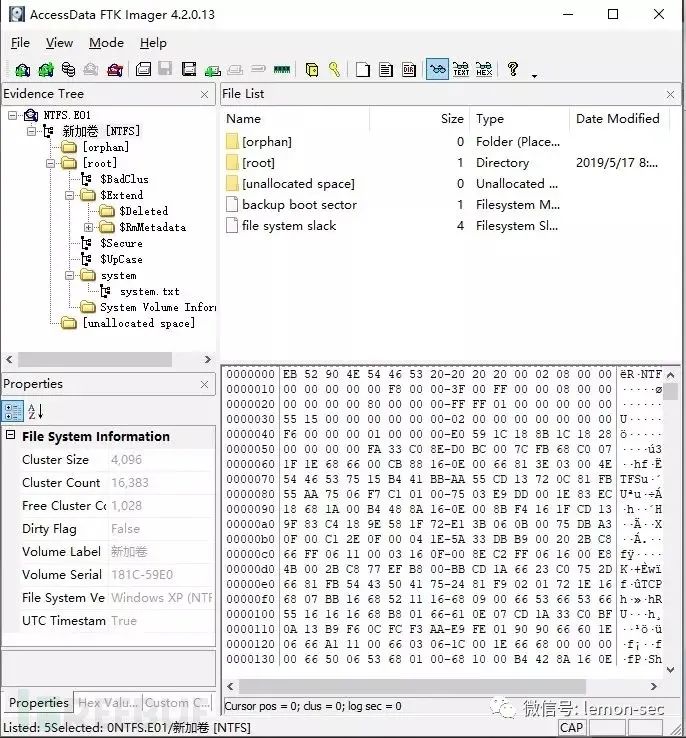 AccessData FTK Imager 4.2.0.13
File View Mode Help
Evidence Tree
NTFS.E01
新加卷 [NTFS]
[orphan]
[root]
$BadClus
$Extend
$Deleted
$RmMetadata
$Secure
$UpCase
system
system.txt
System Volume Infor
[unallocated space]
File List
Name Size Type Date Modified
[orphan] 0 Folder (Place...
[root] 1 Directory 2019/5/17 8:...
[unallocated space] 0 Unallocated ...
backup boot sector 1 Filesystem M...
file system slack 4 Filesystem Sl...
Properties
File System Information
Cluster Size 4,096
Cluster Count 16,383
Free Cluster Co 1,028
Dirty Flag False
Volume Label 新加卷
Volume Serial 181C-59E0
File System Ve Windows XP (NTF
UTC Timestam True
Properties Hex Valu... Custom C...
0000000 EB 52 90 4E 54 46 53 20-20 20 20 00 02 08 00 00 ëR·NTF
0000010 00 00 00 00 00 F8 00 00-3F 00 FF 00 00 08 00 00 ·····ø
0000020 00 00 00 00 80 00 00 00-FF FF 01 00 00 00 00 00
0000030 55 15 00 00 00 00 00 00-02 00 00 00 00 00 00 00 U·····
0000040 F6 00 00 00 01 00 00 00-E0 59 1C 18 8B 1C 18 28 ö·····
0000050 00 00 00 00 FA 33 C0 8E-D0 BC 00 7C FB 68 C0 07 ····ú3
0000060 1F 1E 68 66 00 CB 88 16-0E 00 66 81 3E 03 00 4E ··hf·Ë
0000070 54 46 53 75 15 B4 41 BB-AA 55 CD 13 72 0C 81 FB TFSu·´
0000080 55 AA 75 06 F7 C1 01 00-75 03 E9 DD 00 1E 83 EC Uªu·÷Á
0000090 18 68 1A 00 B4 48 8A 16-0E 00 8B F4 16 1F CD 13 ·h··´H
00000a0 9F 83 C4 18 9E 58 1F 72-E1 3B 06 0B 00 75 DB A3 ··Ä··X
00000b0 0F 00 C1 2E 0F 00 04 1E-5A 33 DB B9 00 20 2B C8 ··Á.··
00000c0 66 FF 06 11 00 03 16 0F-00 8E C2 FF 06 16 00 E8 fÿ····
00000d0 4B 00 2B C8 77 EF B8 00-BB CD 1A 66 23 C0 75 2D K·+Èwï
00000e0 66 81 FB 54 43 50 41 75-24 81 F9 02 01 72 1E 16 f·ûTCP
00000f0 68 07 BB 16 68 52 11 16-68 09 00 66 53 66 53 66 h·»·hR
0000100 55 16 16 16 68 B8 01 66-61 0E 07 CD 1A 33 C0 BF U···h¸
0000110 0A 13 B9 F6 0C FC F3 AA-E9 FE 01 90 90 66 60 1E ··¹ö·ü
0000120 06 66 A1 11 00 66 03 06-1C 00 1E 66 68 00 00 00 ·f¡··f
0000130 00 66 50 06 53 68 01 00-68 10 00 B4 42 8A 16 0E ·fP·Sh
Cursor pos = 0; clus = 0; log sec = 0
微信号: lemon-sec
Listed: 5Selected: 0NTFS.E01/新加卷 [NTFS] CAP